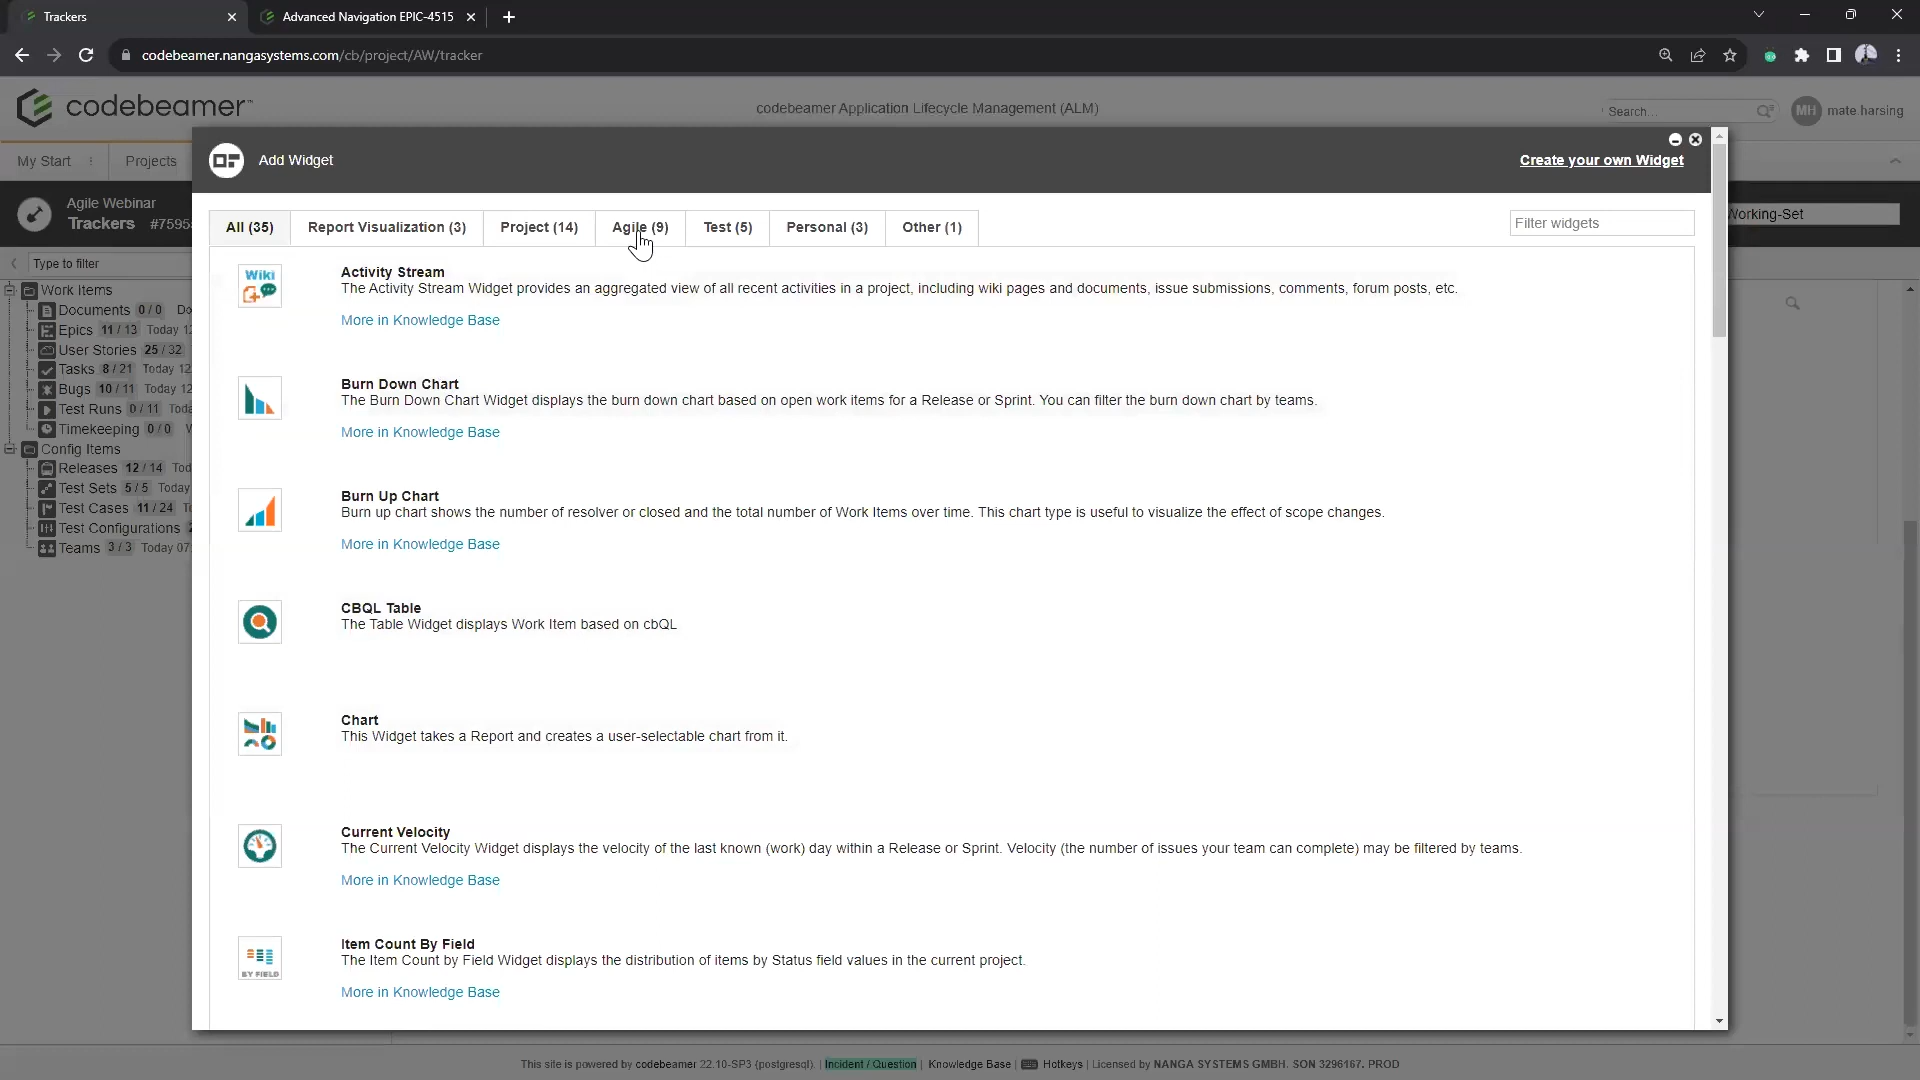 Trackers
Advanced Navigation EPIC-4515
codebeamer.nangasystems.com/cb/project/AW/tracker
codebeamer™
codebeamer Application Lifecycle Management (ALM)
Search...
MH mate.harsing
My Start
Projects
Add Widget
Create your own Widget
Agile Webinar
Trackers #7595
Working-Set
All (35)
Report Visualization (3)
Project (14)
Agile (9)
Test (5)
Personal (3)
Other (1)
Filter widgets
Type to filter
Work Items
Documents 0 / 0 Do
Epics 11 / 13 Today 12
User Stories 25 / 32
Tasks 8 / 21 Today 12
Bugs 10 / 11 Today 12
Test Runs 0 / 11 Toda
Timekeeping 0 / 0
Config Items
Releases 12 / 14 Tod
Test Sets 5 / 5 Today
Test Cases 11 / 24
Test Configurations
Teams 3 / 3 Today 07
Wiki
Activity Stream
The Activity Stream Widget provides an aggregated view of all recent activities in a project, including wiki pages and documents, issue submissions, comments, forum posts, etc.
More in Knowledge Base
Burn Down Chart
The Burn Down Chart Widget displays the burn down chart based on open work items for a Release or Sprint. You can filter the burn down chart by teams.
More in Knowledge Base
Burn Up Chart
Burn up chart shows the number of resolver or closed and the total number of Work Items over time. This chart type is useful to visualize the effect of scope changes.
More in Knowledge Base
CBQL Table
The Table Widget displays Work Item based on cbQL
Chart
This Widget takes a Report and creates a user-selectable chart from it.
Current Velocity
The Current Velocity Widget displays the velocity of the last known (work) day within a Release or Sprint. Velocity (the number of issues your team can complete) may be filtered by teams.
More in Knowledge Base
BY FIELD
Item Count By Field
The Item Count by Field Widget displays the distribution of items by Status field values in the current project.
More in Knowledge Base
This site is powered by codebeamer 22.10-SP3 (postgresql). | Incident / Question | Knowledge Base | Hotkeys | Licensed by NANGA SYSTEMS GMBH. SON 3296167. PROD